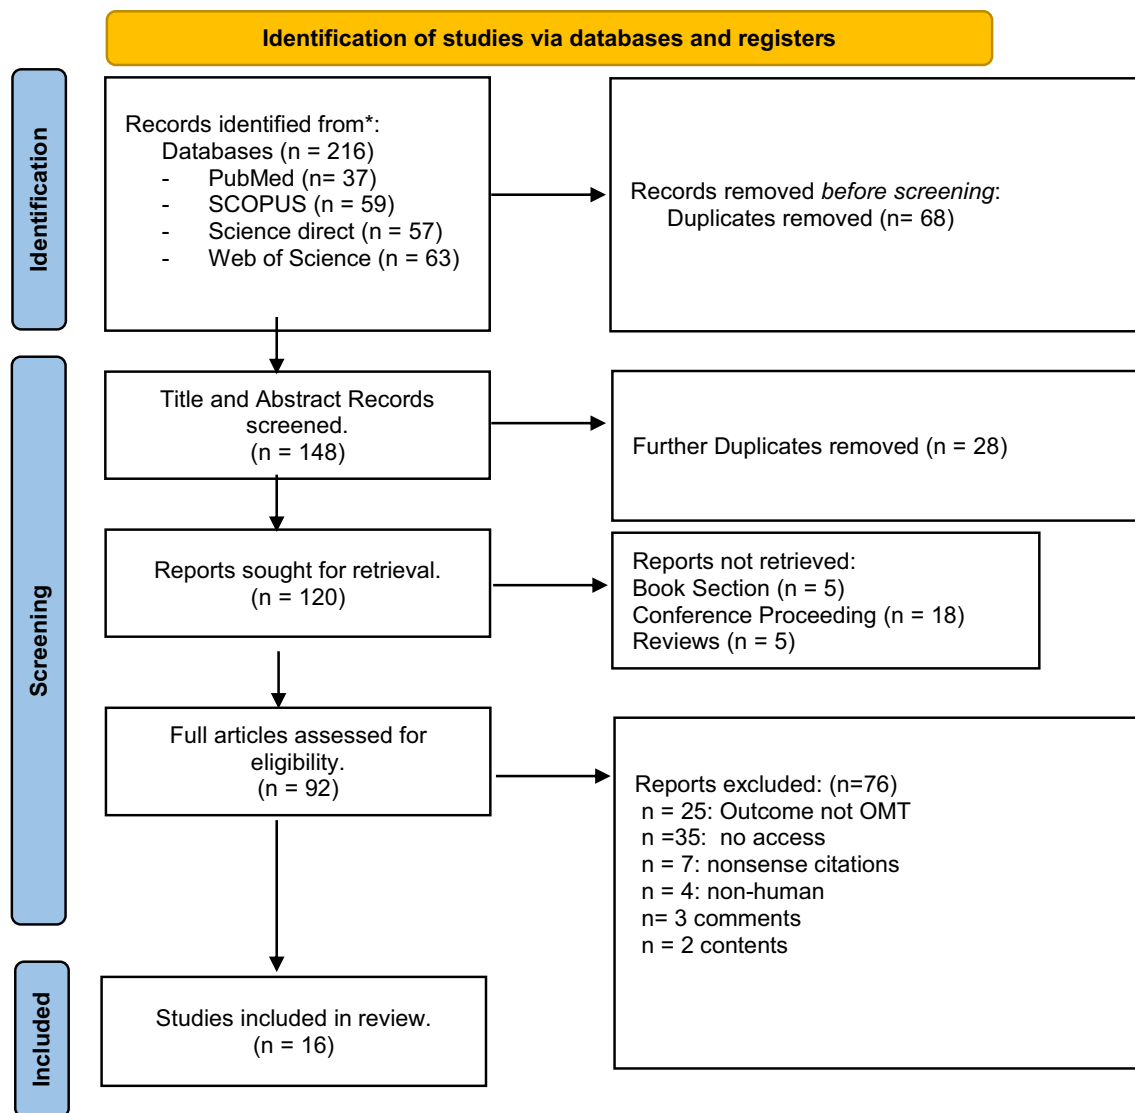 Identification of studies via databases and registers
Identification
Records identified from*:
Databases (n = 216)
- PubMed (n= 37)
- SCOPUS (n = 59)
- Science direct (n = 57)
- Web of Science (n = 63)
Records removed before screening:
Duplicates removed (n= 68)
Screening
Title and Abstract Records
screened.
(n = 148)
Further Duplicates removed (n = 28)
Reports sought for retrieval.
(n = 120)
Reports not retrieved:
Book Section (n = 5)
Conference Proceeding (n = 18)
Reviews (n = 5)
Full articles assessed for
eligibility.
(n = 92)
Reports excluded: (n=76)
n = 25: Outcome not OMT
n =35:  no access
n = 7: nonsense citations
n = 4: non-human
n= 3 comments
n = 2 contents
Included
Studies included in review.
(n = 16)